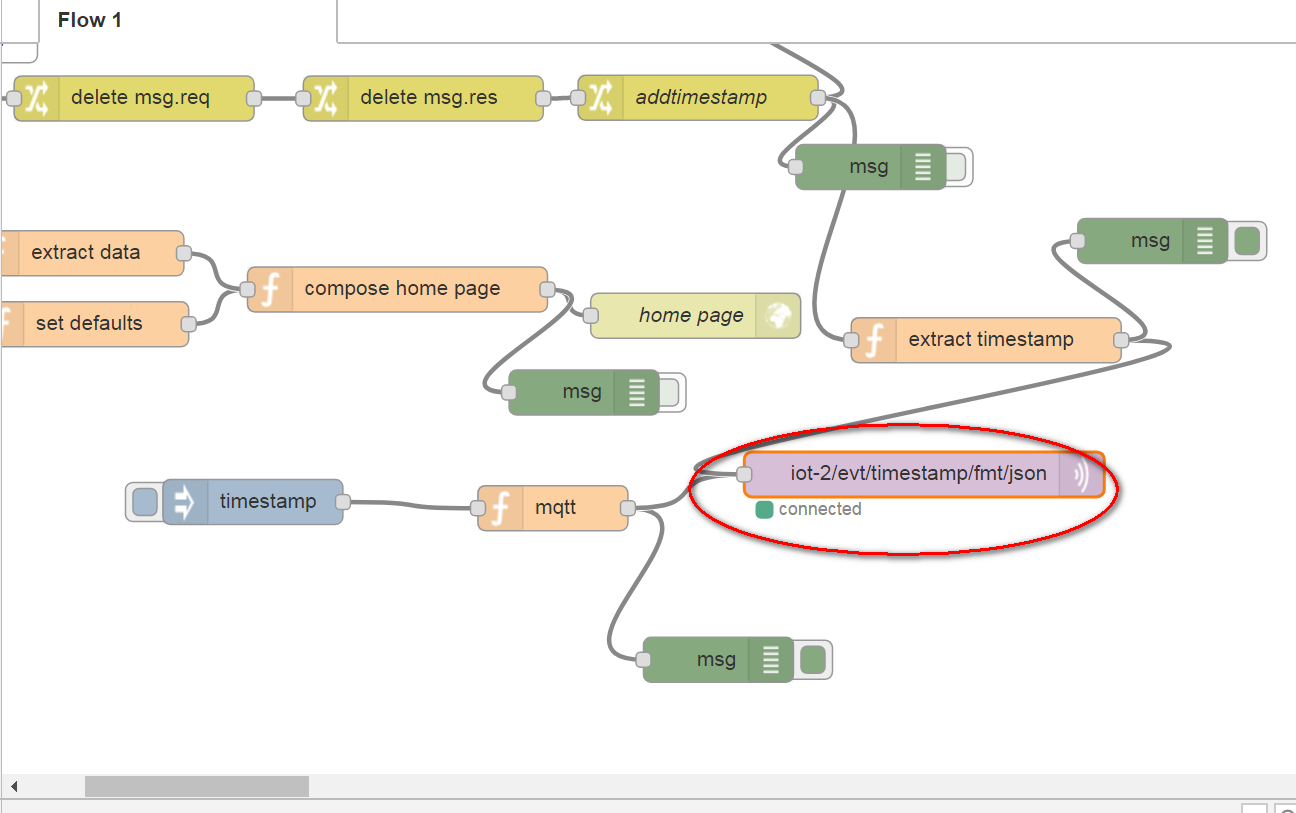 Flow 1
delete msg.req
delete msg.res
addtimestamp
msg
msg
extract data
compose home page
home page
set defaults
extract timestamp
msg
iot-2/evt/timestamp/fmt/json
connected
timestamp
mqtt
msg